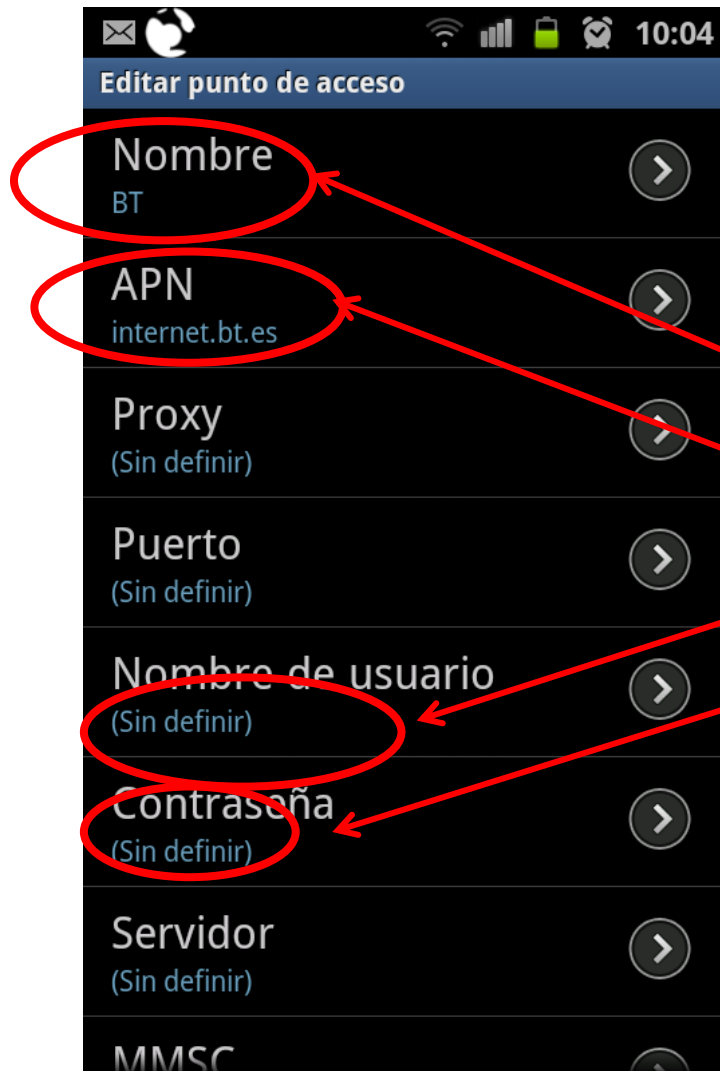 10:04
Editar punto de acceso
Nombre
BT
APN
internet.bt.es
Proxy
(Sin definir)
Puerto
(Sin definir)
Nombre de usuario
(Sin definir)
Contraseña
(Sin definir)
Servidor
(Sin definir)
MMSC